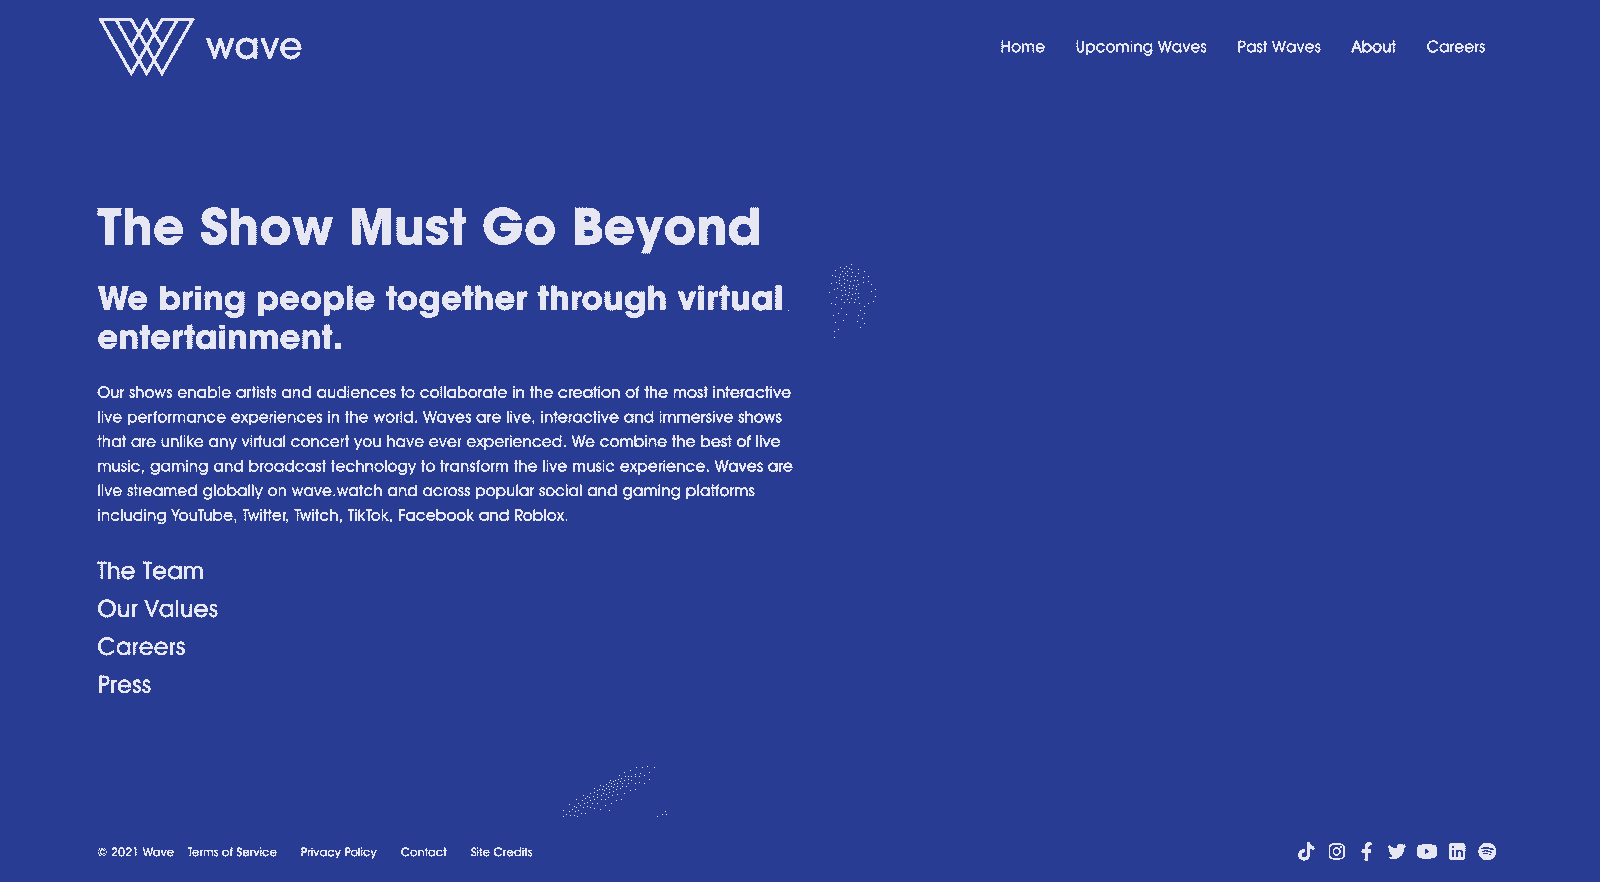 wave
Home
Upcoming Waves
Past Waves
About
Careers
The Show Must Go Beyond
We bring people together through virtual
entertainment.
Our shows enable artists and audiences to collaborate in the creation of the most interactive
live performance experiences in the world. Waves are live, interactive and immersive shows
that are unlike any virtual concert you have ever experienced. We combine the best of live
music, gaming and broadcast technology to transform the live music experience. Waves are
live streamed globally on wave.watch and across popular social and gaming platforms
including YouTube, Twitter, Twitch, TikTok, Facebook and Roblox.
The Team
Our Values
Careers
Press
© 2021 Wave
Terms of Service
Privacy Policy
Contact
Site Credits